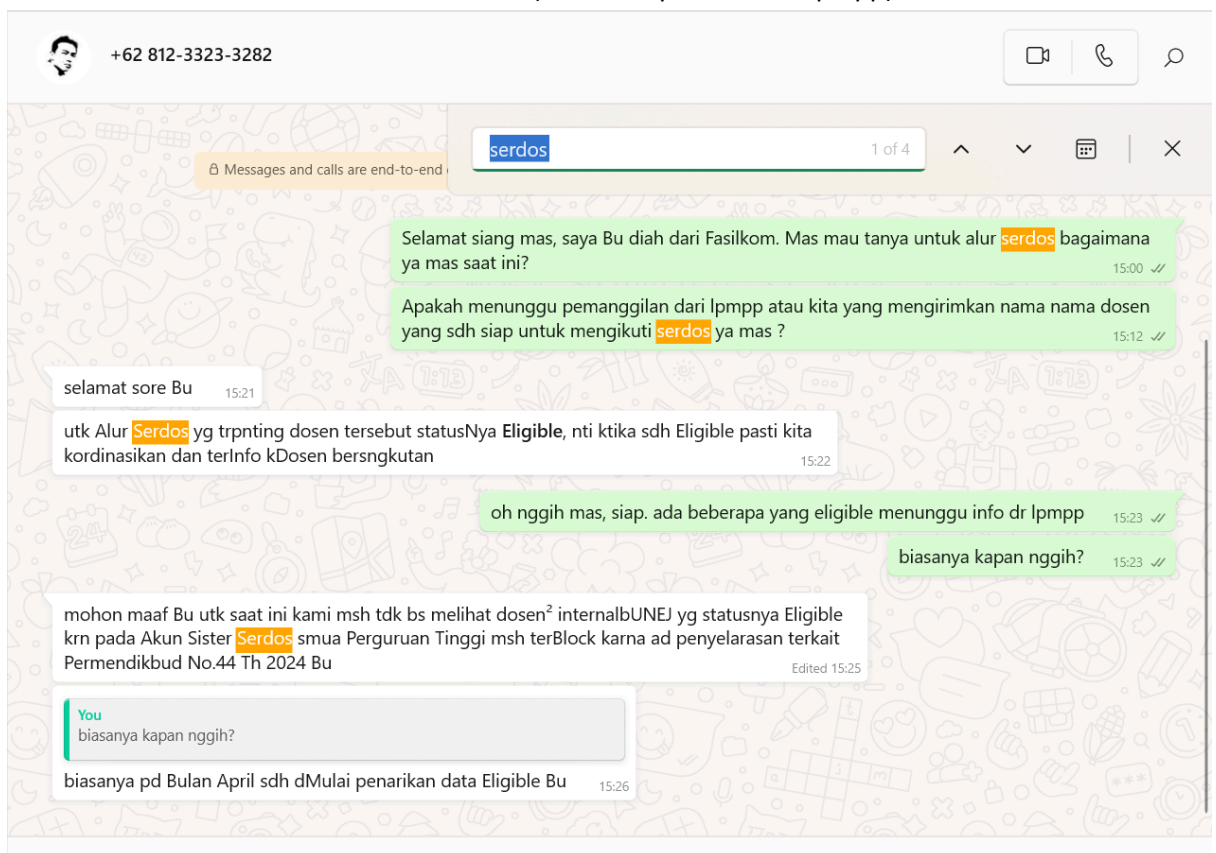 +62 812-3323-3282
serdos
1 of 4
Messages and calls are end-to-end
Selamat siang mas, saya Bu diah dari Fasilkom. Mas mau tanya untuk alur serdos bagaimana
ya mas saat ini?
15:00
Apakah menunggu pemanggilan dari lpmpp atau kita yang mengirimkan nama nama dosen
yang sdh siap untuk mengikuti serdos ya mas ?
15:12
selamat sore Bu
15:21
utk Alur Serdos yg trpnting dosen tersebut statusNya Eligible, nti ktika sdh Eligible pasti kita
kordinasikan dan terInfo kDosen bersngkutan
15:22
oh nggih mas, siap. ada beberapa yang eligible menunggu info dr lpmpp
15:23
biasanya kapan nggih?
15:23
mohon maaf Bu utk saat ini kami msh tdk bs melihat dosen² internalbUNEJ yg statusnya Eligible
krn pada Akun Sister Serdos smua Perguruan Tinggi msh terBlock karna ad penyelarasan terkait
Permendikbud No.44 Th 2024 Bu
Edited 15:25
You
biasanya kapan nggih?
biasanya pd Bulan April sdh dMulai penarikan data Eligible Bu
15:26